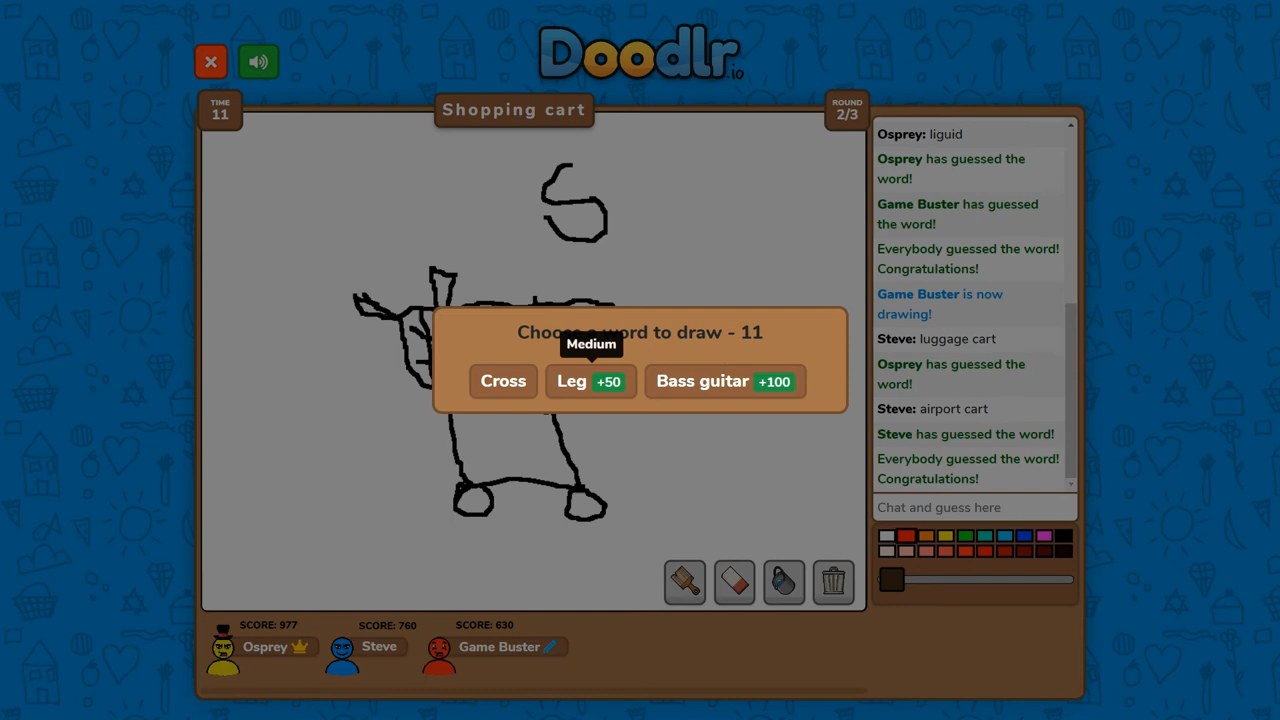 Doodlr.io
TIME
11
Shopping cart
ROUND
2/3
S
Osprey: liguid
Osprey has guessed the
word!
Game Buster has guessed
the word!
Everybody guessed the word!
Congratulations!
Game Buster is now
drawing!
Steve: luggage cart
Osprey has guessed the
word!
Steve: airport cart
Steve has guessed the word!
Everybody guessed the word!
Congratulations!
Chat and guess here
Choose a word to draw - 11
Medium
Cross
Leg +50
Bass guitar +100
SCORE: 977
Osprey
SCORE: 760
Steve
SCORE: 630
Game Buster